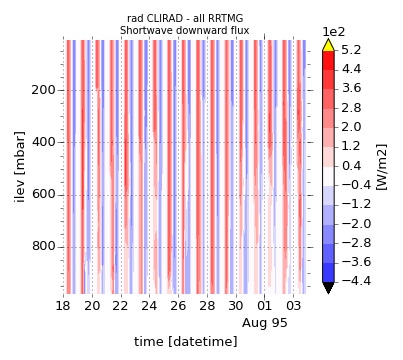 rad CLIRAD - all RRTMG
Shortwave downward flux
1e2
5.2
4.4
3.6
2.8
2.0
1.2
0.4
−0.4
−1.2
−2.0
−2.8
−3.6
−4.4
[W/m2]
ilev [mbar]
200
400
600
800
18 20 22 24 26 28 30 01 03
Aug 95
time [datetime]